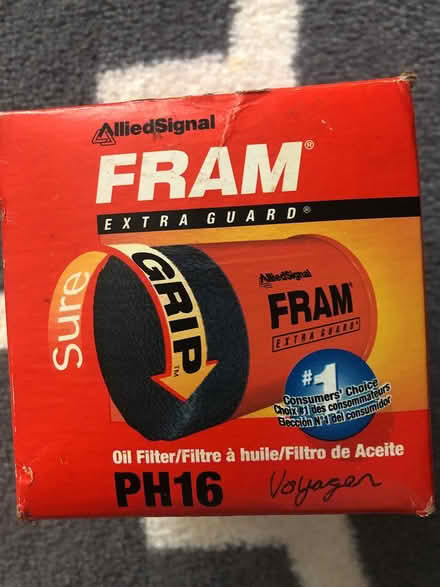 AlliedSignal
FRAM®
EXTRA GUARD®
Sure
GRIP™
AlliedSignal
FRAM®
EXTRA GUARD®
#1
Consumers' Choice
Choix #1 des consommateurs
Elección N°1 del consumidor
Oil Filter/Filtre à huile/Filtro de Aceite
PH16
Voyager